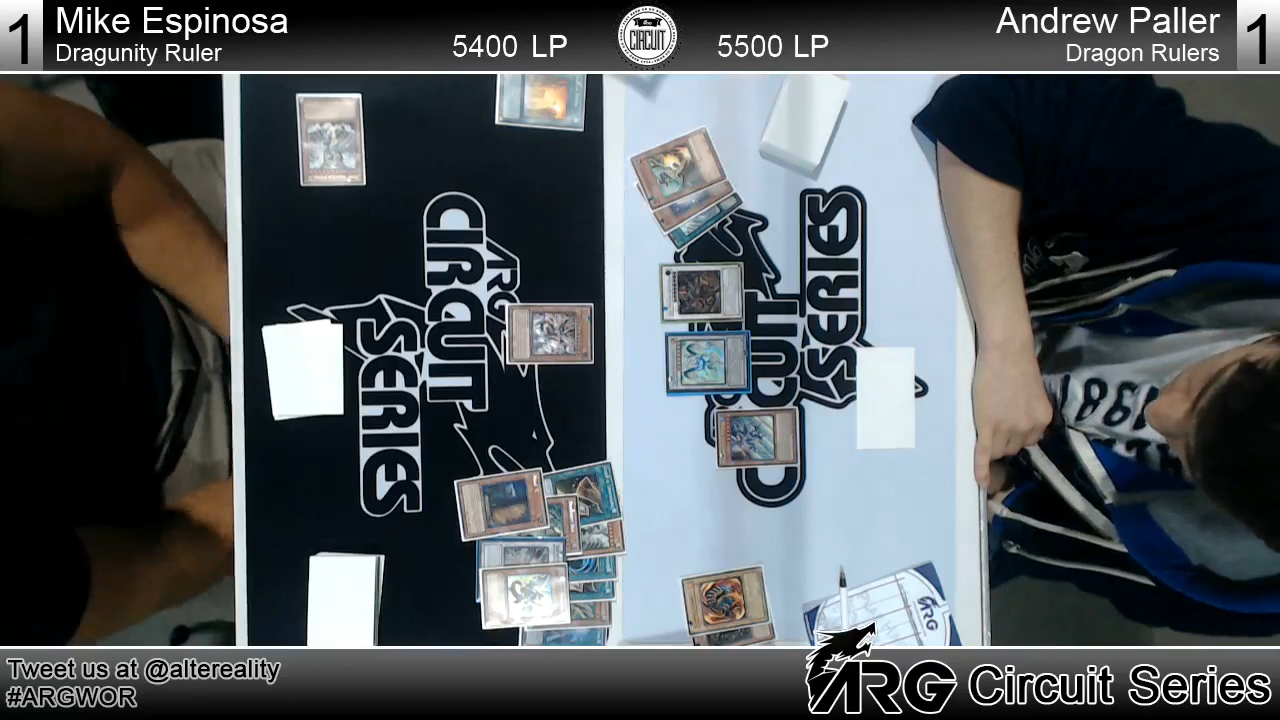 1
Mike Espinosa
Dragunity Ruler
5400 LP
CIRCUIT
5500 LP
Andrew Paller
Dragon Rulers
1
ARG
CIRCUIT
SERIES
CIRCUIT
SERIES
ARG
Tweet us at @altereality
#ARGWOR
ARG Circuit Series